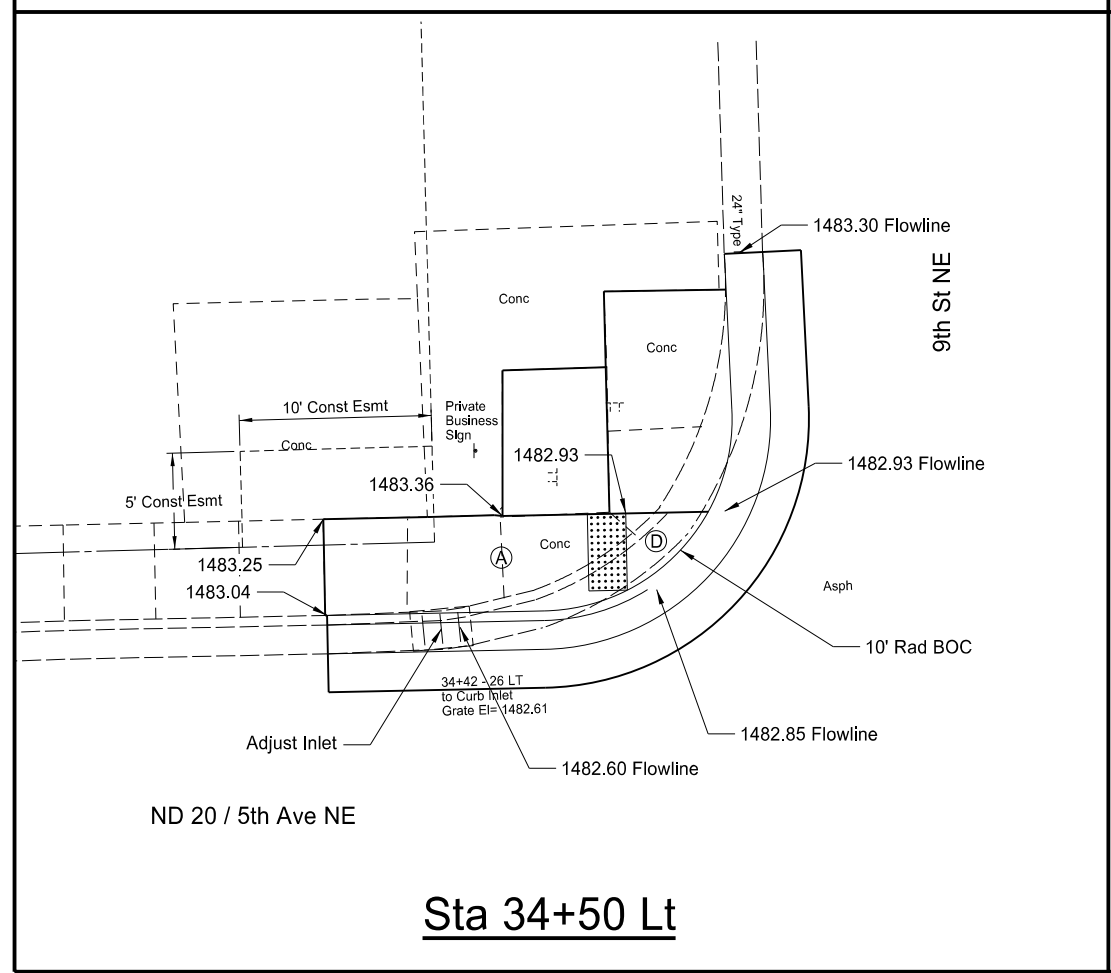 24" Type
1483.30 Flowline
9th St NE
Conc
Conc
10' Const Esmt
Private
Business
Sign
Conc
1482.93
1482.93 Flowline
1483.36
5' Const Esmt
A
Conc
D
1483.25
1483.04
Asph
10' Rad BOC
34+42 - 26 LT
to Curb Inlet
Grate El= 1482.61
1482.85 Flowline
Adjust Inlet
1482.60 Flowline
ND 20 / 5th Ave NE
Sta 34+50 Lt